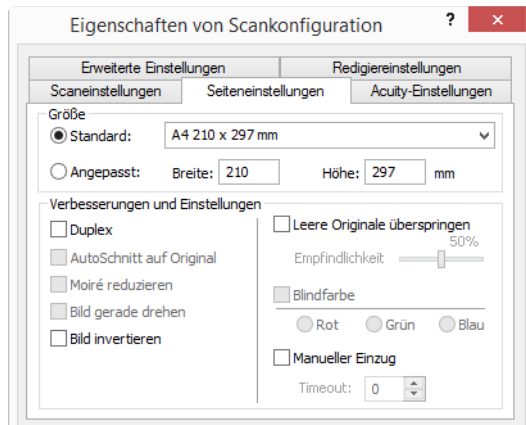 Eigenschaften von Scankonfiguration ?
Erweiterte Einstellungen Redigiereinstellungen
Scaneinstellungen Seiteneinstellungen Acuity-Einstellungen
Größe
Standard: A4 210 x 297 mm
Angepasst: Breite: 210 Höhe: 297 mm
Verbesserungen und Einstellungen
Duplex
AutoSchnitt auf Original
Moiré reduzieren
Bild gerade drehen
Bild invertieren
Leere Originale überspringen
50%
Empfindlichkeit
Blindfarbe
Rot Grün Blau
Manueller Einzug
Timeout: 0